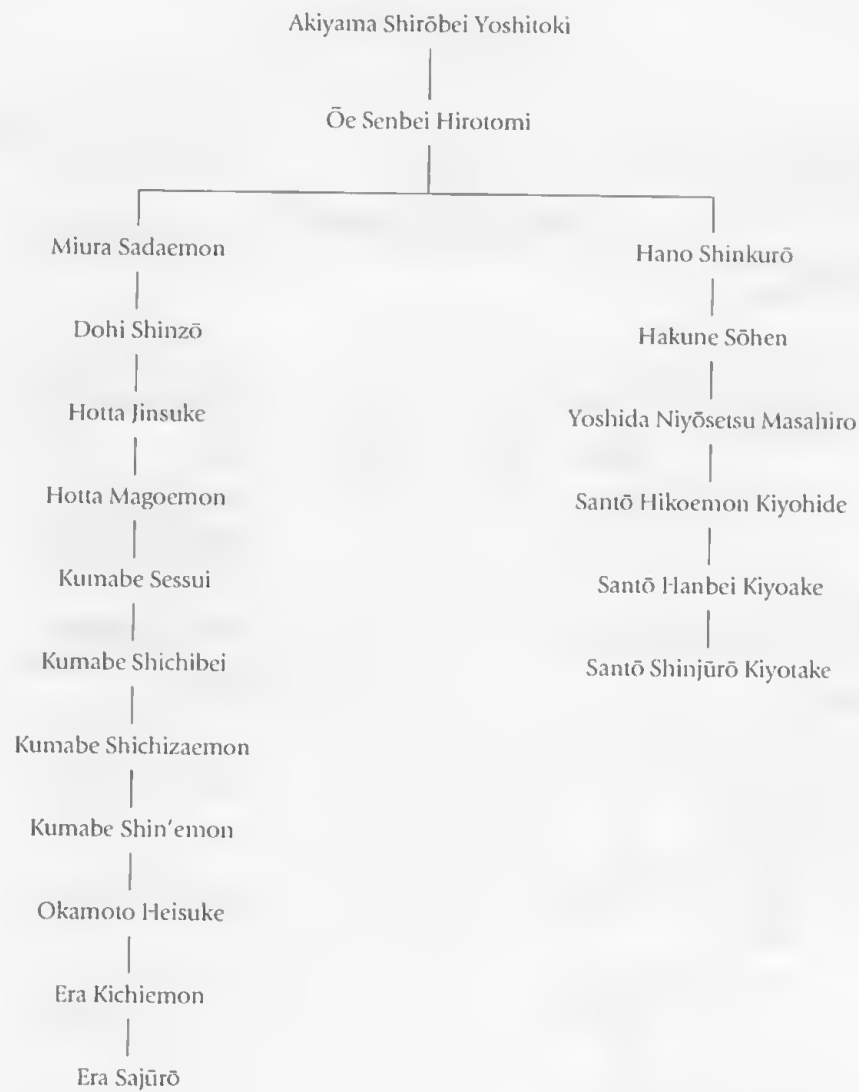 Akiyama Shirōbei Yoshitoki
Ōe Senbei Hirotomi
Miura Sadaemon
Dohi Shinzō
Hotta Jinsuke
Hotta Magoemon
Kumabe Sessui
Kumabe Shichibei
Kumabe Shichizaemon
Kumabe Shin'emon
Okamoto Heisuke
Era Kichiemon
Era Sajūrō
Hano Shinkurō
Hakune Sōhen
Yoshida Niyōsetsu Masahiro
Santō Hikoemon Kiyohide
Santō Hanbei Kiyoake
Santō Shinjūrō Kiyotake